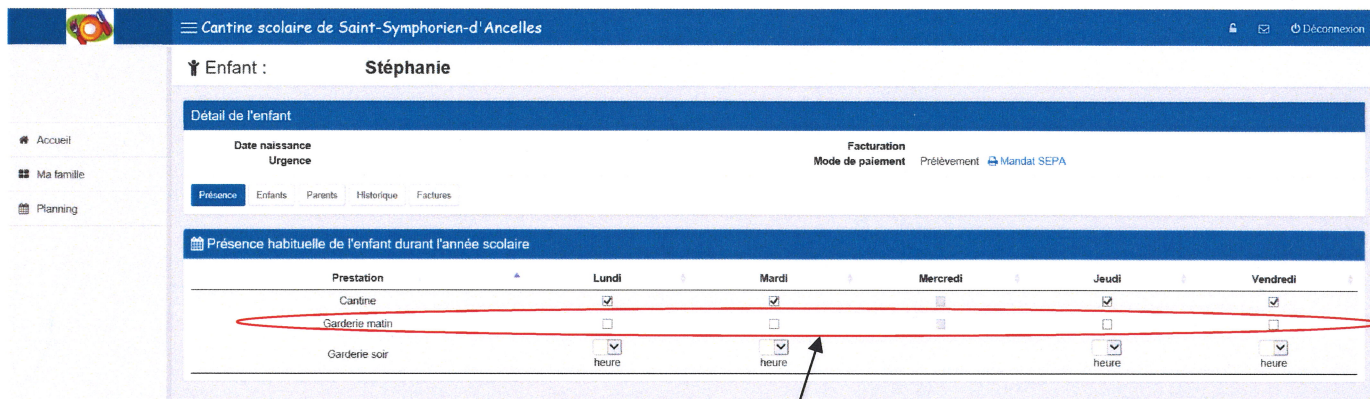 Cantine scolaire de Saint-Symphorien-d'Ancelles
Déconnexion
Enfant : Stéphanie
Détail de l'enfant
Accueil
Ma famille
Planning
Date naissance
Urgence
Facturation
Mode de paiement Prélèvement Mandat SEPA
Présence Enfants Parents Historique Factures
Présence habituelle de l'enfant durant l'année scolaire
Prestation Lundi Mardi Mercredi Jeudi Vendredi
Cantine
Garderie matin
Garderie soir
heure heure heure heure